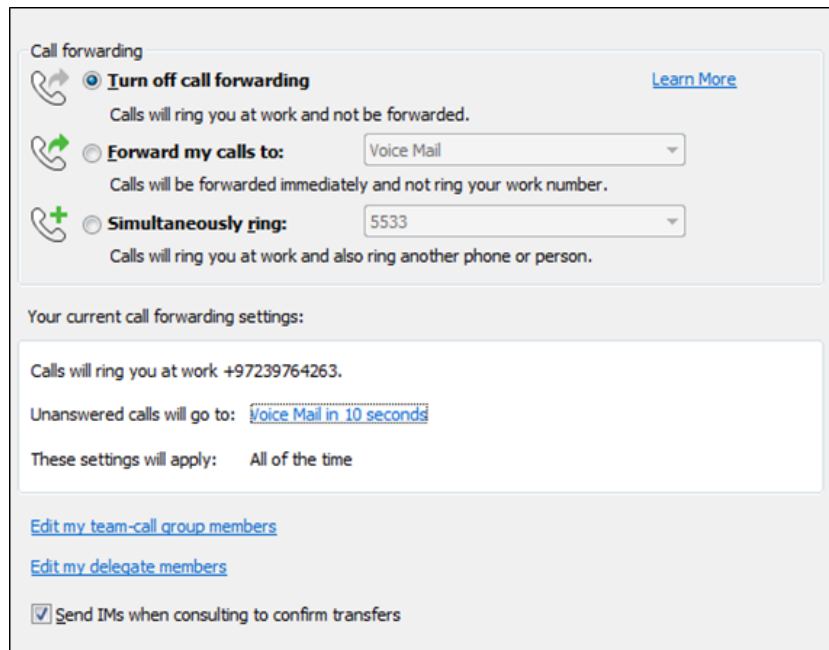 Call forwarding
Turn off call forwarding Learn More
Calls will ring you at work and not be forwarded.
Forward my calls to: Voice Mail
Calls will be forwarded immediately and not ring your work number.
Simultaneously ring: 5533
Calls will ring you at work and also ring another phone or person.
Your current call forwarding settings:
Calls will ring you at work +97239764263.
Unanswered calls will go to: Voice Mail in 10 seconds
These settings will apply: All of the time
Edit my team-call group members
Edit my delegate members
Send IMs when consulting to confirm transfers